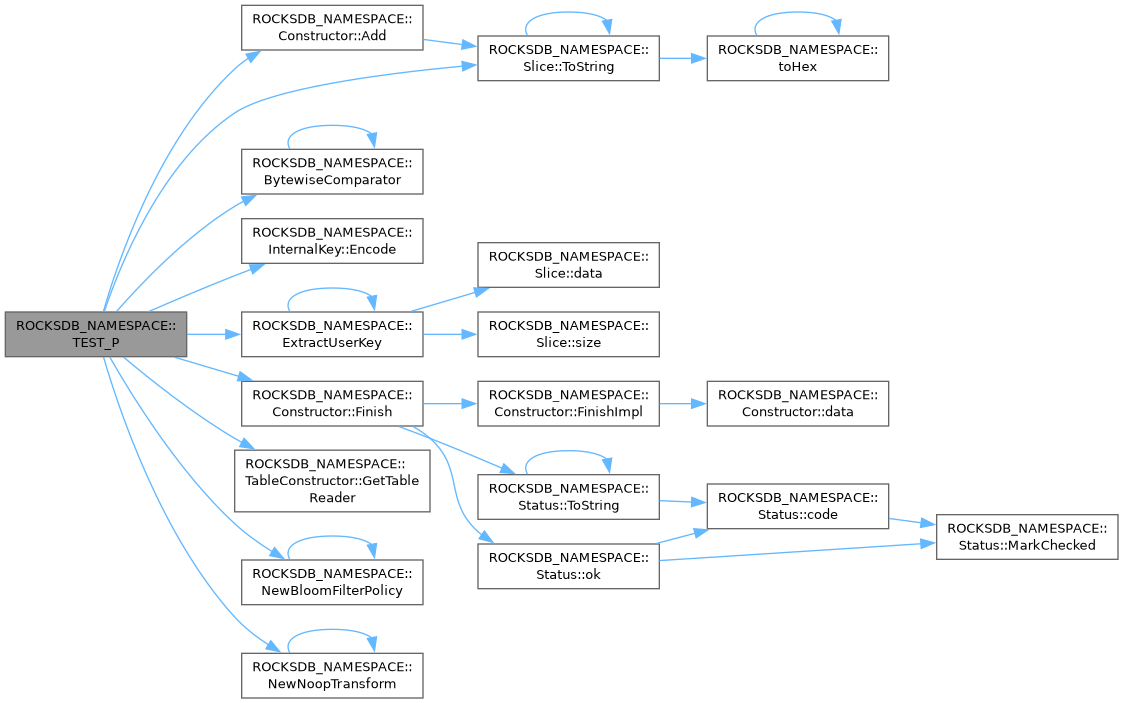 ROCKSDB_NAMESPACE::
TEST_P
ROCKSDB_NAMESPACE::
Constructor::Add
ROCKSDB_NAMESPACE::
Slice::ToString
ROCKSDB_NAMESPACE::
toHex
ROCKSDB_NAMESPACE::
BytewiseComparator
ROCKSDB_NAMESPACE::
InternalKey::Encode
ROCKSDB_NAMESPACE::
ExtractUserKey
ROCKSDB_NAMESPACE::
Slice::data
ROCKSDB_NAMESPACE::
Slice::size
ROCKSDB_NAMESPACE::
Constructor::Finish
ROCKSDB_NAMESPACE::
Constructor::FinishImpl
ROCKSDB_NAMESPACE::
Constructor::data
ROCKSDB_NAMESPACE::
Status::ToString
ROCKSDB_NAMESPACE::
Status::code
ROCKSDB_NAMESPACE::
Status::MarkChecked
ROCKSDB_NAMESPACE::
Status::ok
ROCKSDB_NAMESPACE::
TableConstructor::GetTable
Reader
ROCKSDB_NAMESPACE::
NewBloomFilterPolicy
ROCKSDB_NAMESPACE::
NewNoopTransform